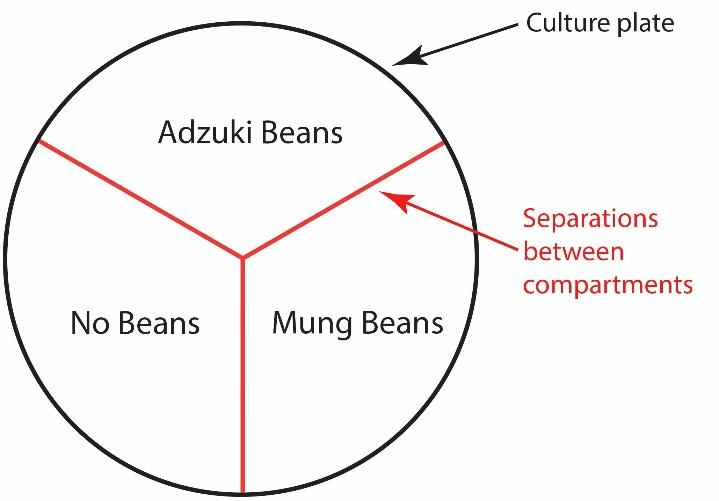 Culture plate
Adzuki Beans
Separations
between
compartments
No Beans
Mung Beans